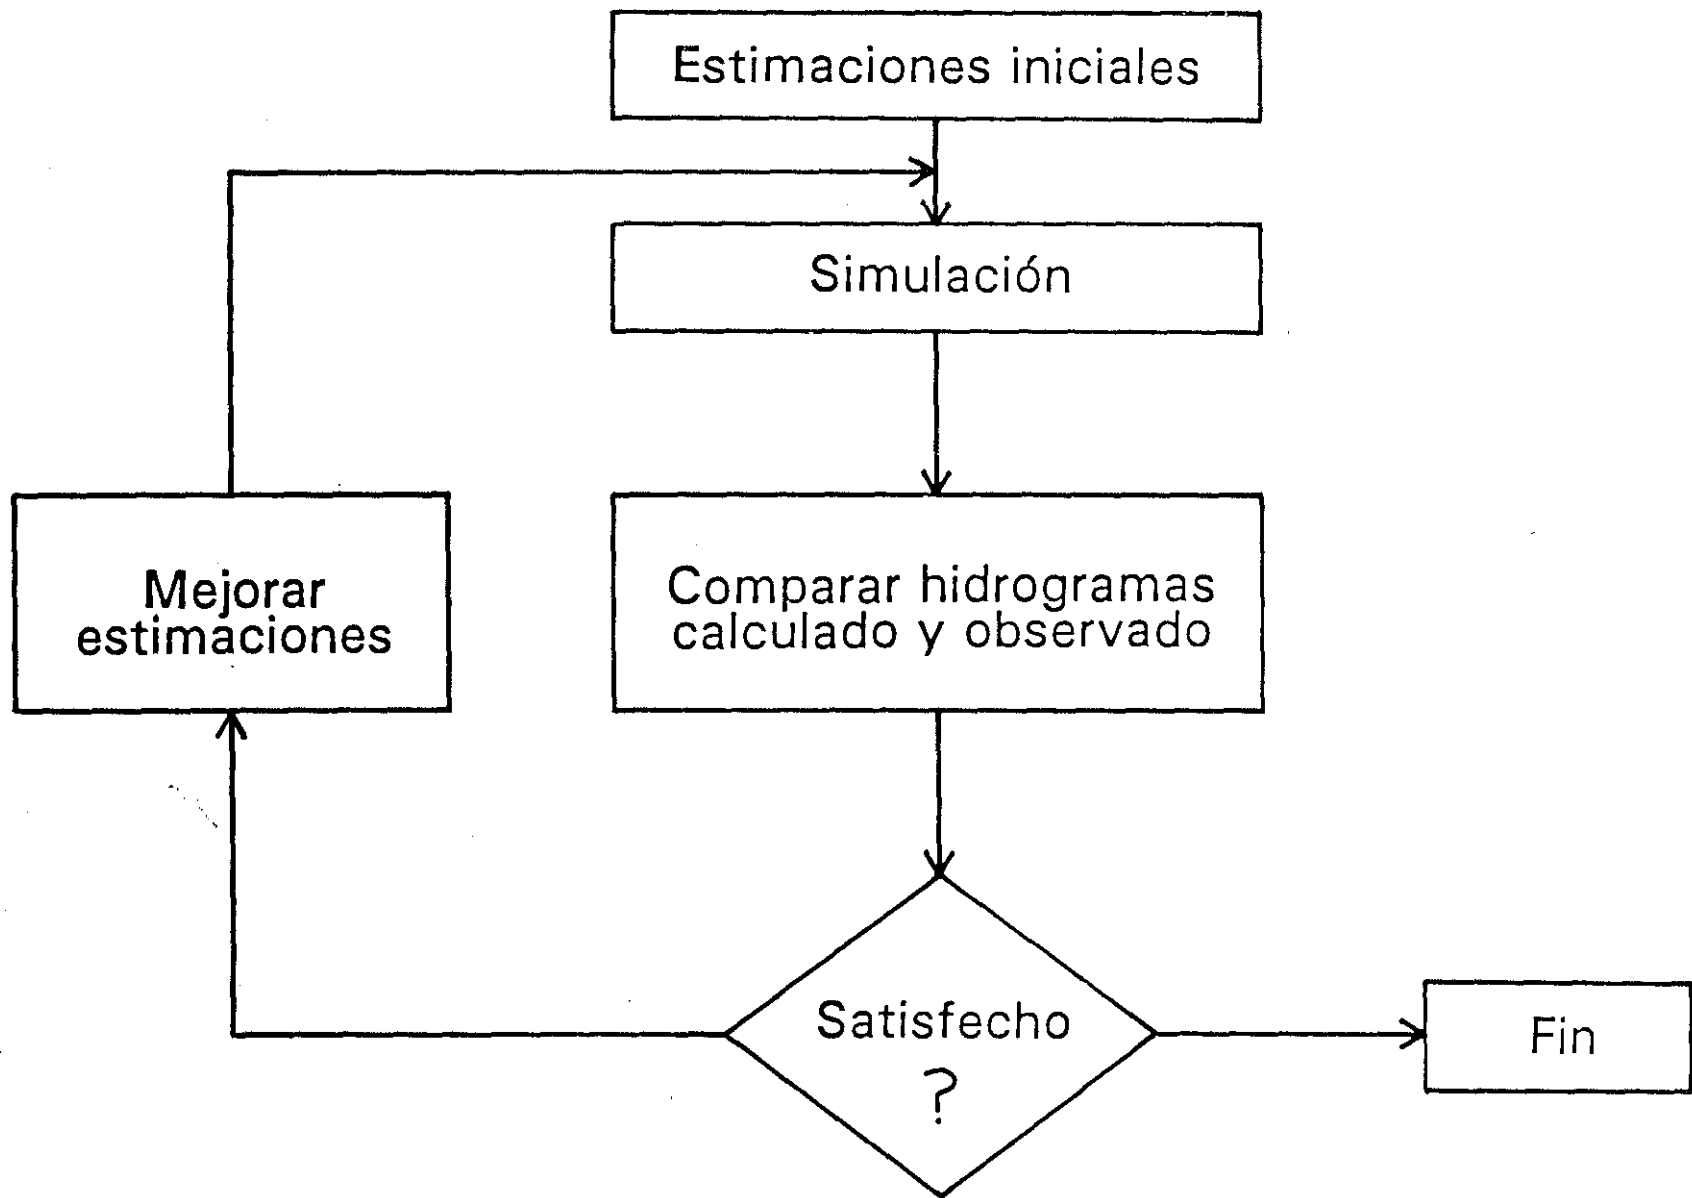 Estimaciones iniciales
Simulación
Comparar hidrogramas
calculado y observado
Mejorar
estimaciones
Satisfecho
?
Fin